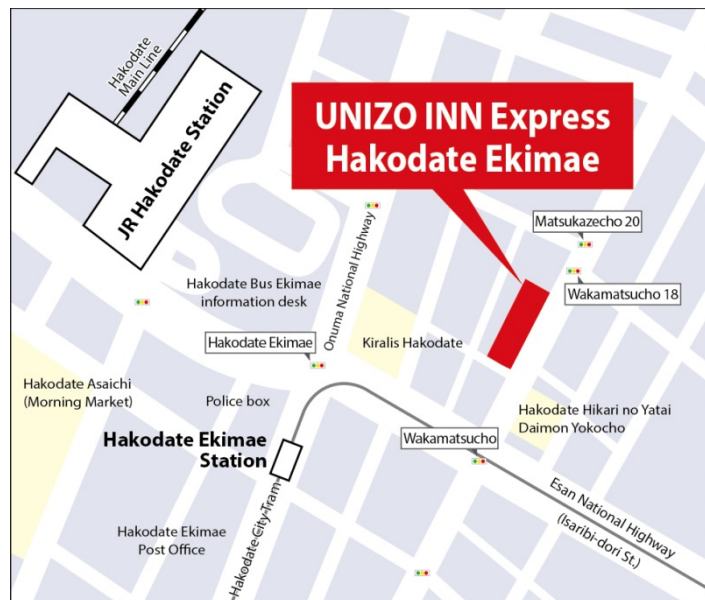 Hakodate
Main Line
JR Hakodate Station
UNIZO INN Express
Hakodate Ekimae
Matsukazecho 20
Wakamatsucho 18
Onuma National Highway
Hakodate Bus Ekimae
information desk
Hakodate Ekimae
Kiralis Hakodate
Hakodate Asaichi
(Morning Market)
Police box
Hakodate Hikari no Yatai
Daimon Yokocho
Hakodate Ekimae
Station
Wakamatsucho
Esan National Highway
(Isaribi-dori St.)
Hakodate Ekimae
Post Office
Hakodate City Tram